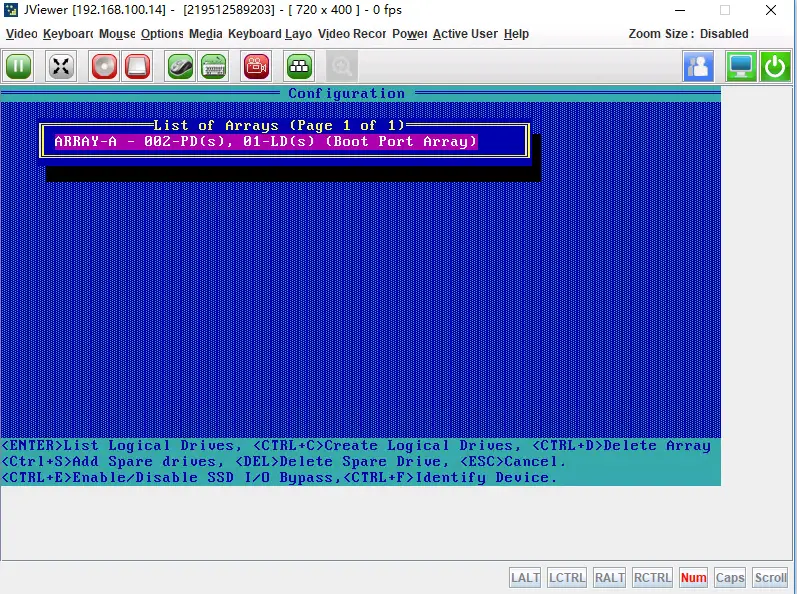 JViewer [192.168.100.14] - [219512589203] - [ 720 x 400 ] - 0 fps
Video Keyboard Mouse Options Media Keyboard Layo Video Recor Power Active User Help Zoom Size : Disabled
Configuration
List of Arrays (Page 1 of 1)
ARRAY-A - 002-PD(s), 01-LD(s) (Boot Port Array)
<ENTER>List Logical Drives, <CTRL+C>Create Logical Drives, <CTRL+D>Delete Array
<Ctrl+S>Add Spare drives, <DEL>Delete Spare Drive, <ESC>Cancel.
<CTRL+E>Enable/Disable SSD I/O Bypass,<CTRL+F>Identify Device.
LALT LCTRL RALT RCTRL Num Caps Scroll